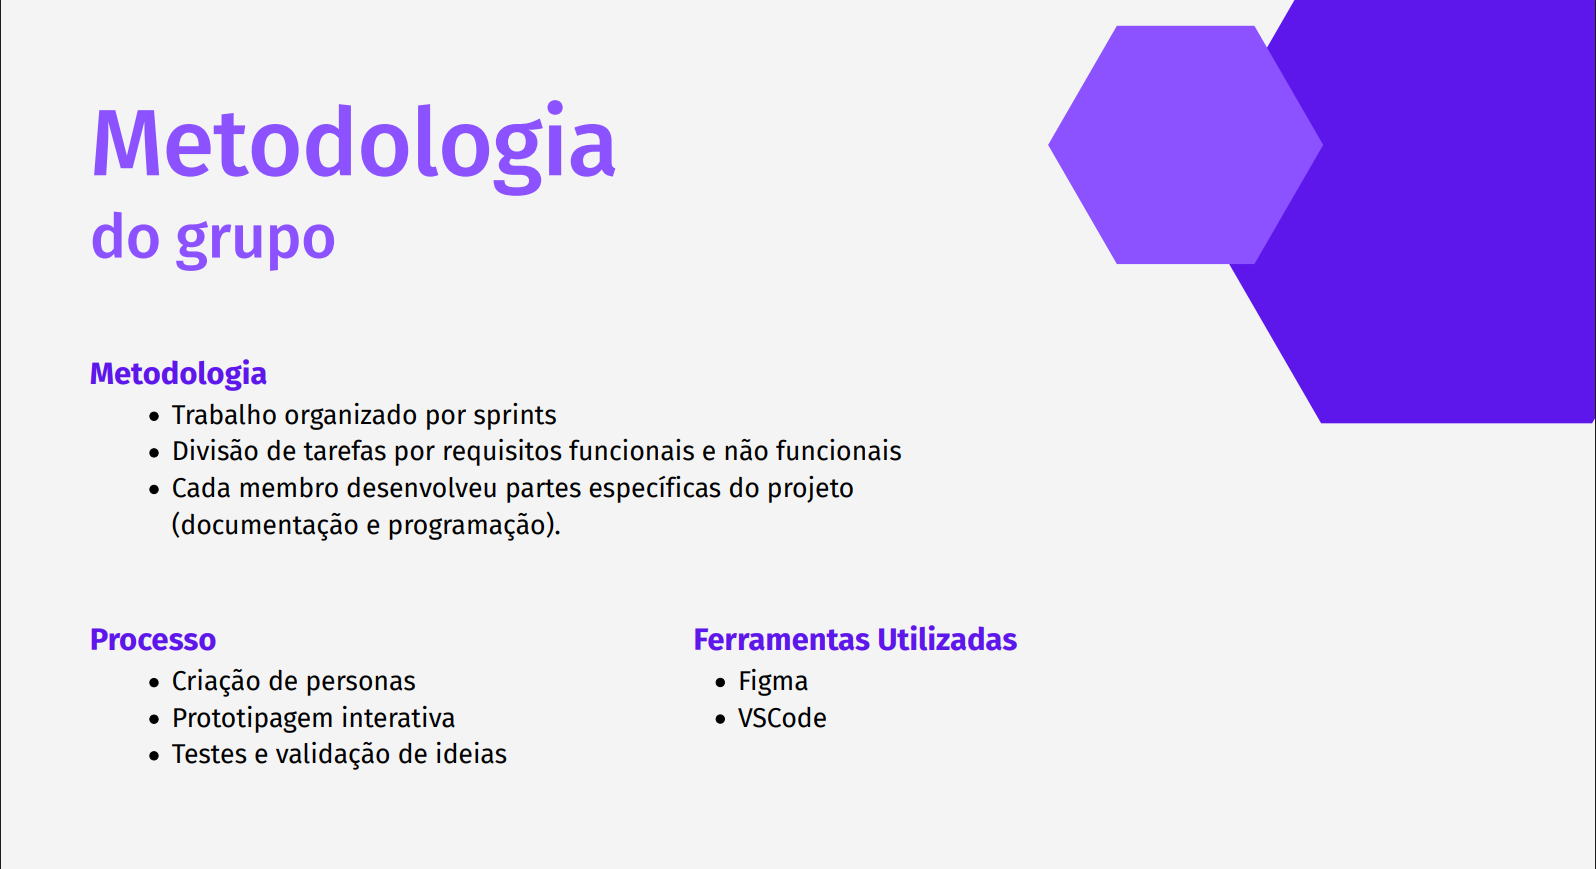 Metodologia
do grupo
Metodologia
• Trabalho organizado por sprints
• Divisão de tarefas por requisitos funcionais e não funcionais
• Cada membro desenvolveu partes específicas do projeto
(documentação e programação).
Processo
• Criação de personas
• Prototipagem interativa
• Testes e validação de ideias
Ferramentas Utilizadas
• Figma
• VSCode